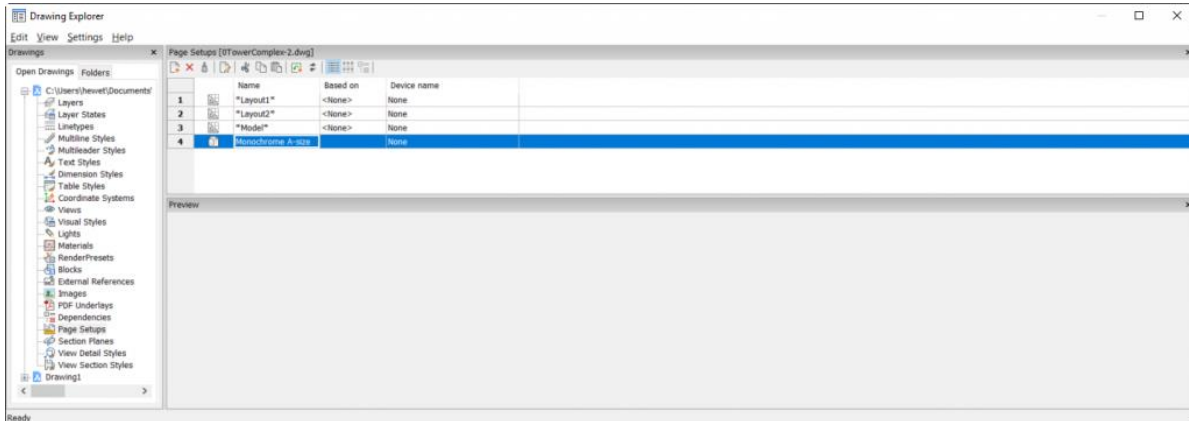 Drawing Explorer
Edit View Settings Help
Drawings
Page Setups [0TowerComplex-2.dwg]
Open Drawings Folders
Name Based on Device name
1 *Layout1* <None> None
2 *Layout2* <None> None
3 *Model* <None> None
4 Monochrome A-size None
C:\Users\hewet\Documents'
Layers
Layer States
Linetypes
Multiline Styles
Multileader Styles
Text Styles
Dimension Styles
Table Styles
Coordinate Systems
Views
Visual Styles
Lights
Materials
RenderPresets
Blocks
External References
Images
PDF Underlays
Dependencies
Page Setups
Section Planes
View Detail Styles
View Section Styles
Drawing1
Preview
Ready